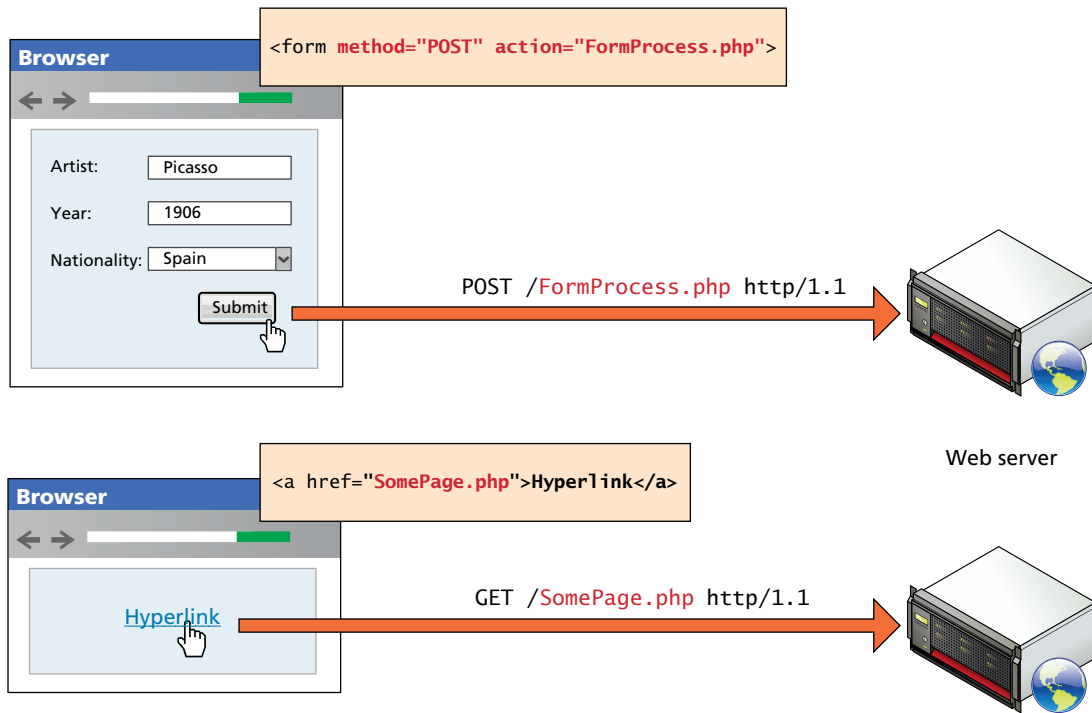 <form method="POST" action="FormProcess.php">
Browser
Artist: Picasso
Year: 1906
Nationality: Spain
Submit
POST /FormProcess.php http/1.1
Web server
<a href="SomePage.php">Hyperlink</a>
Browser
Hyperlink
GET /SomePage.php http/1.1